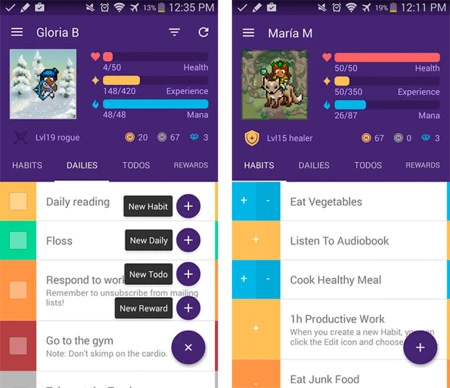 13% 12:35 PM
Gloria B
4/50 Health
148/420 Experience
48/48 Mana
Lvl19 rogue 20 67 3
HABITS DAILIES TODOS REWARDS
Daily reading
New Habit
Floss
New Daily
Respond to work
New Todo
Remember to unsubscribe from mailing
lists!
New Reward
Go to the gym
Note: Don't skimp on the cardio.
19% 12:11 PM
María M
50/50 Health
50/350 Experience
26/87 Mana
Lvl15 healer 67 0 3
HABITS DAILIES TODOS REWARDS
+ - Eat Vegetables
+ Listen To Audiobook
+ - Cook Healthy Meal
+ 1h Productive Work
When you create a new Habit, you can
click the Edit icon and choose
Eat Junk Food